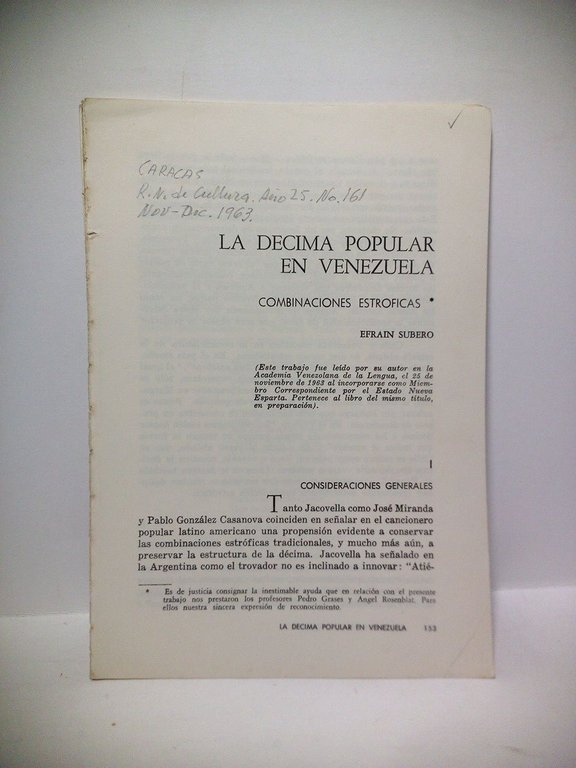 CARACAS
R. N. de Cultura. Año 25. No. 161
Nov-Dic. 1963.
LA DECIMA POPULAR
EN VENEZUELA
COMBINACIONES ESTROFICAS *
EFRAIN SUBERO
(Este trabajo fue leído por su autor en la
Academia Venezolana de la Lengua, el 25 de
noviembre de 1963 al incorporarse como Miem-
bro Correspondiente por el Estado Nueva
Esparta. Pertenece al libro del mismo título,
en preparación).
I
CONSIDERACIONES GENERALES
Tanto Jacovella como José Miranda
y Pablo González Casanova coinciden en señalar en el cancionero
popular latino americano una propensión evidente a conservar
las combinaciones estróficas tradicionales, y mucho más aún, a
preservar la estructura de la décima. Jacovella ha señalado en
la Argentina como el trovador no es inclinado a innovar: "Atié-
* Es de justicia consignar la inestimable ayuda que en relación con el presente
trabajo nos prestaron los profesores Pedro Grases y Angel Rosenblat. Para
ellos nuestra sincera expresión de reconocimiento.
LA DECIMA POPULAR EN VENEZUELA 153